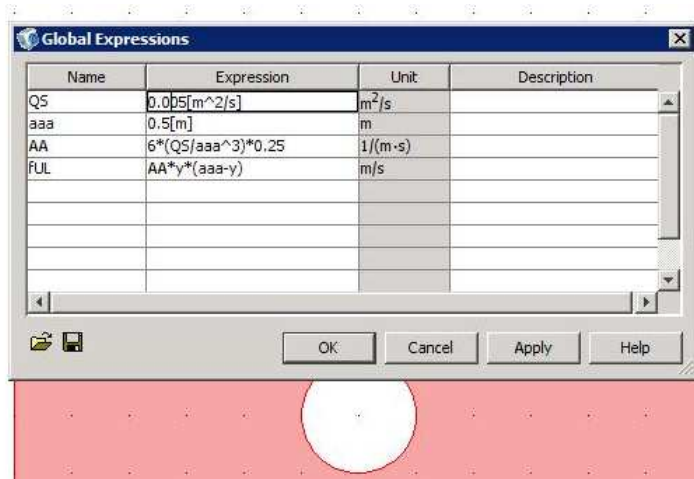 Global Expressions
Name Expression Unit Description
QS 0.005[m^2/s] m²/s
aaa 0.5[m] m
AA 6*(QS/aaa^3)*0.25 1/(m·s)
fUL AA*y*(aaa-y) m/s
OK Cancel Apply Help